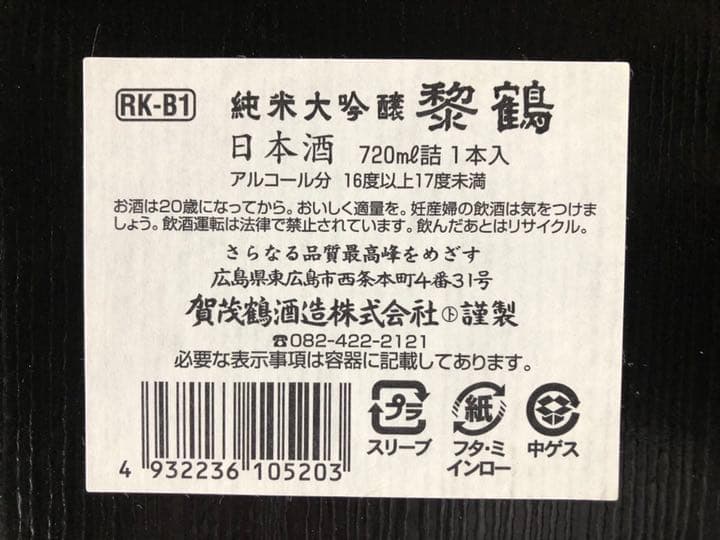 RK-B1 純米大吟醸 黎鶴
日本酒 720mℓ詰 1本入
アルコール分 16度以上17度未満
お酒は20歳になってから。おいしく適量を。妊産婦の飲酒は気をつけま
しょう。飲酒運転は法律で禁止されています。飲んだあとはリサイクル。
さらなる品質最高峰をめざす
広島県東広島市西条本町4番31号
賀茂鶴酒造株式会社 ㋣ 謹製
☎082-422-2121
必要な表示事項は容器に記載してあります。
プラ 紙
スリーブ フタ・ミ 中ゲス
インロー
4 932236 105203